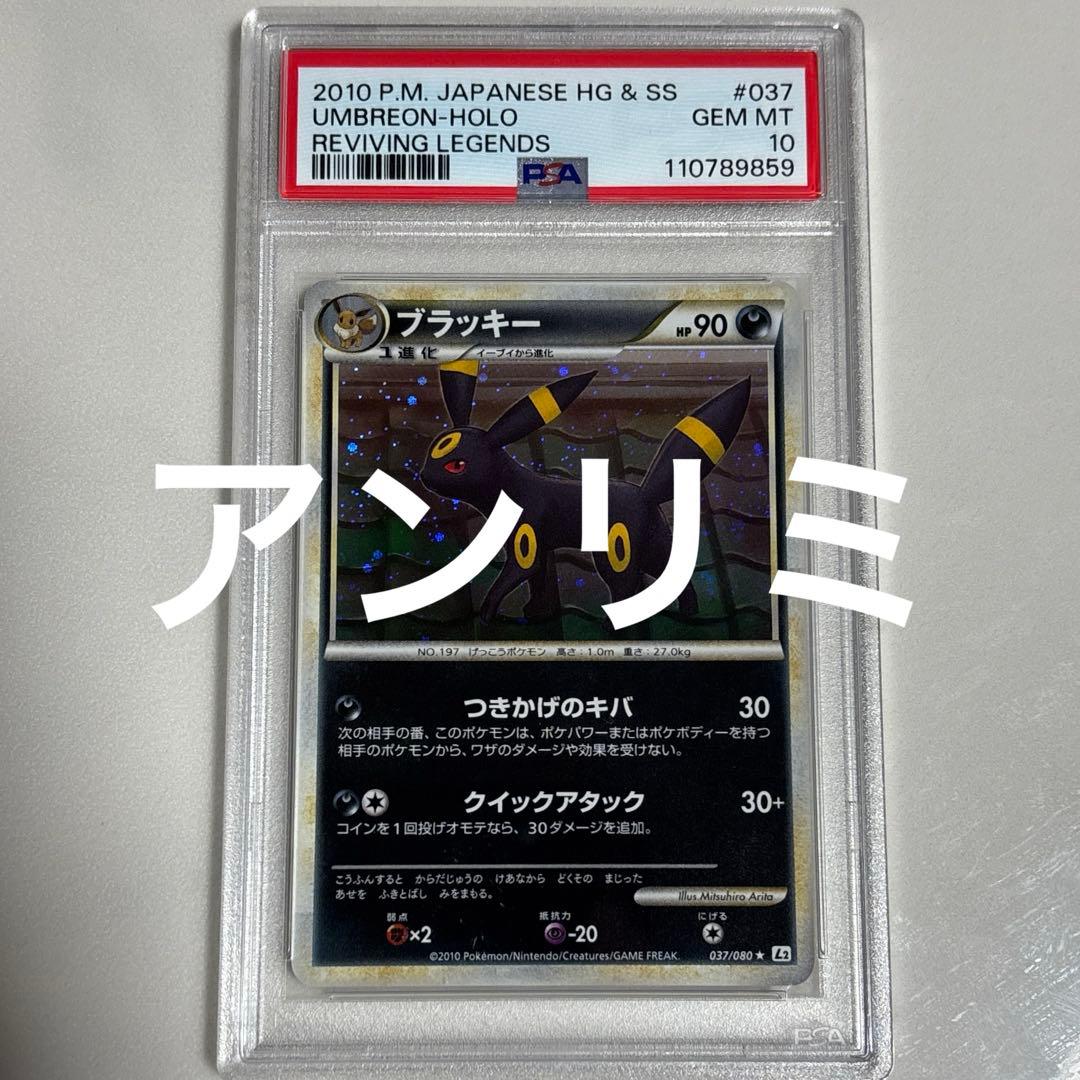 2010 P.M. JAPANESE HG & SS #037
UMBREON-HOLO GEM MT
REVIVING LEGENDS 10
PSA 110789859
ブラッキー HP90
1進化 イーブイから進化
アンリミ
NO.197 げっこうポケモン 高さ:1.0m 重さ:27.0kg
つきかげのキバ 30
次の相手の番、このポケモンは、ポケパワーまたはポケボディーを持つ
相手のポケモンから、ワザのダメージや効果を受けない。
クイックアタック 30+
コインを1回投げオモテなら、30ダメージを追加。
こうふんすると からだじゅうの けあなから どくその まじった
あせを ふきとばし みをまもる。
Illus. Mitsuhiro Arita
弱点 抵抗力 にげる
×2 -20
©2010 Pokémon/Nintendo/Creatures/GAME FREAK. 037/080 ★ L2
PSA